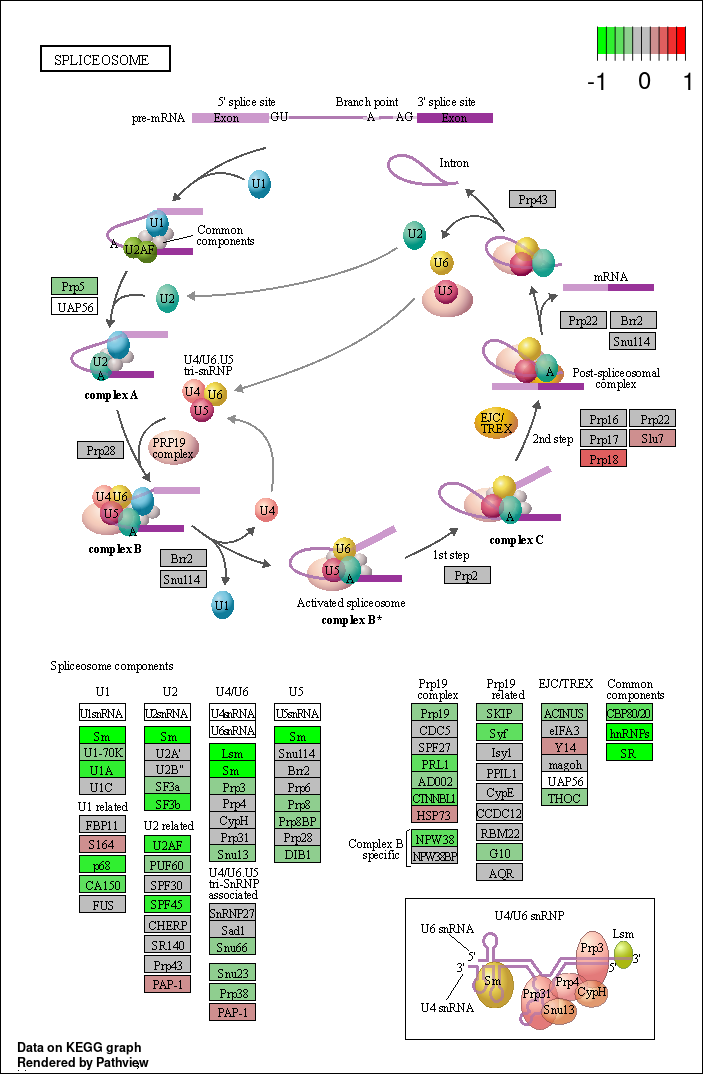 SPLICEOSOME
-1 0 1
5' splice site
Branch point
3' splice site
pre-mRNA
Exon
GU
A
AG
Exon
Intron
U1
Prp43
U1
U2AF
A
Common
components
U2
U6
U5
Prp5
UAP56
U2
mRNA
Prp22
Brr2
Snu114
U2
A
complex A
U4/U6.U5
tri-snRNP
U4
U6
U5
A
Post-spliceosomal
complex
EJC/
TREX
2nd step
Prp16
Prp22
Prp17
Slu7
Prp18
Prp28
PRP19
complex
U4
U6
U5
A
complex B
U4
Brr2
Snu114
U1
U6
U5
A
Activated spliceosome
complex B*
1st step
Prp2
A
complex C
Spliceosome components
U1
U1snRNA
Sm
U1-70K
U1A
U1C
U1 related
FBP11
S164
p68
CA150
FUS
U2
U2snRNA
Sm
U2A'
U2B"
SF3a
SF3b
U2 related
U2AF
PUF60
SPF30
SPF45
CHERP
SR140
Prp43
PAP-1
U4/U6
U4snRNA
U6snRNA
Lsm
Sm
Prp3
Prp4
CypH
Prp31
Snu13
U4/U6.U5
tri-SnRNP
associated
SnRNP27
Sad1
Snu66
Snu23
Prp38
PAP-1
U5
U5snRNA
Sm
Snu114
Brr2
Prp6
Prp8
Prp8BP
Prp28
DIB1
Prp19
complex
Prp19
CDC5
SPF27
PRL1
AD002
CTNNBL1
HSP73
Complex B
specific
NPW38
NPW38BP
Prp19
related
SKIP
Syf
Isy1
PPIL1
CypE
CCDC12
RBM22
G10
AQR
EJC/TREX
ACINUS
eIFA3
Y14
magoh
UAP56
THOC
Common
components
CBP80/20
hnRNPs
SR
U4/U6 snRNP
U6 snRNA
5'
3'
U4 snRNA
Sm
Prp3
Lsm
3'
5'
Prp31
Prp4
CypH
Snu13
Data on KEGG graph
Rendered by Pathview